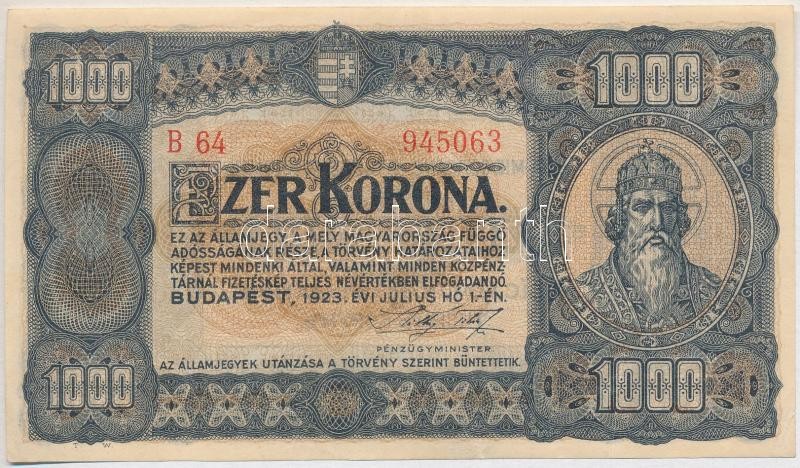 1000
1000
B 64 945063
EZER KORONA.
EZ AZ ÁLLAMJEGY, A MELY MAGYARORSZÁG FÜGGŐ
ADÓSSÁGÁNAK RÉSZE, A TÖRVÉNY HATÁROZATAIHOZ
KÉPEST MINDENKI ÁLTAL, VALAMINT MINDEN KÖZPÉNZ-
TÁRNÁL FIZETÉSKÉP TELJES NÉVÉRTÉKBEN ELFOGADANDÓ.
BUDAPEST, 1923. ÉVI JULIUS HÓ 1-ÉN.
PÉNZÜGYMINISTER.
AZ ÁLLAMJEGYEK UTÁNZÁSA A TÖRVÉNY SZERINT BÜNTETTETIK.
1000
1000
T W
darabanth